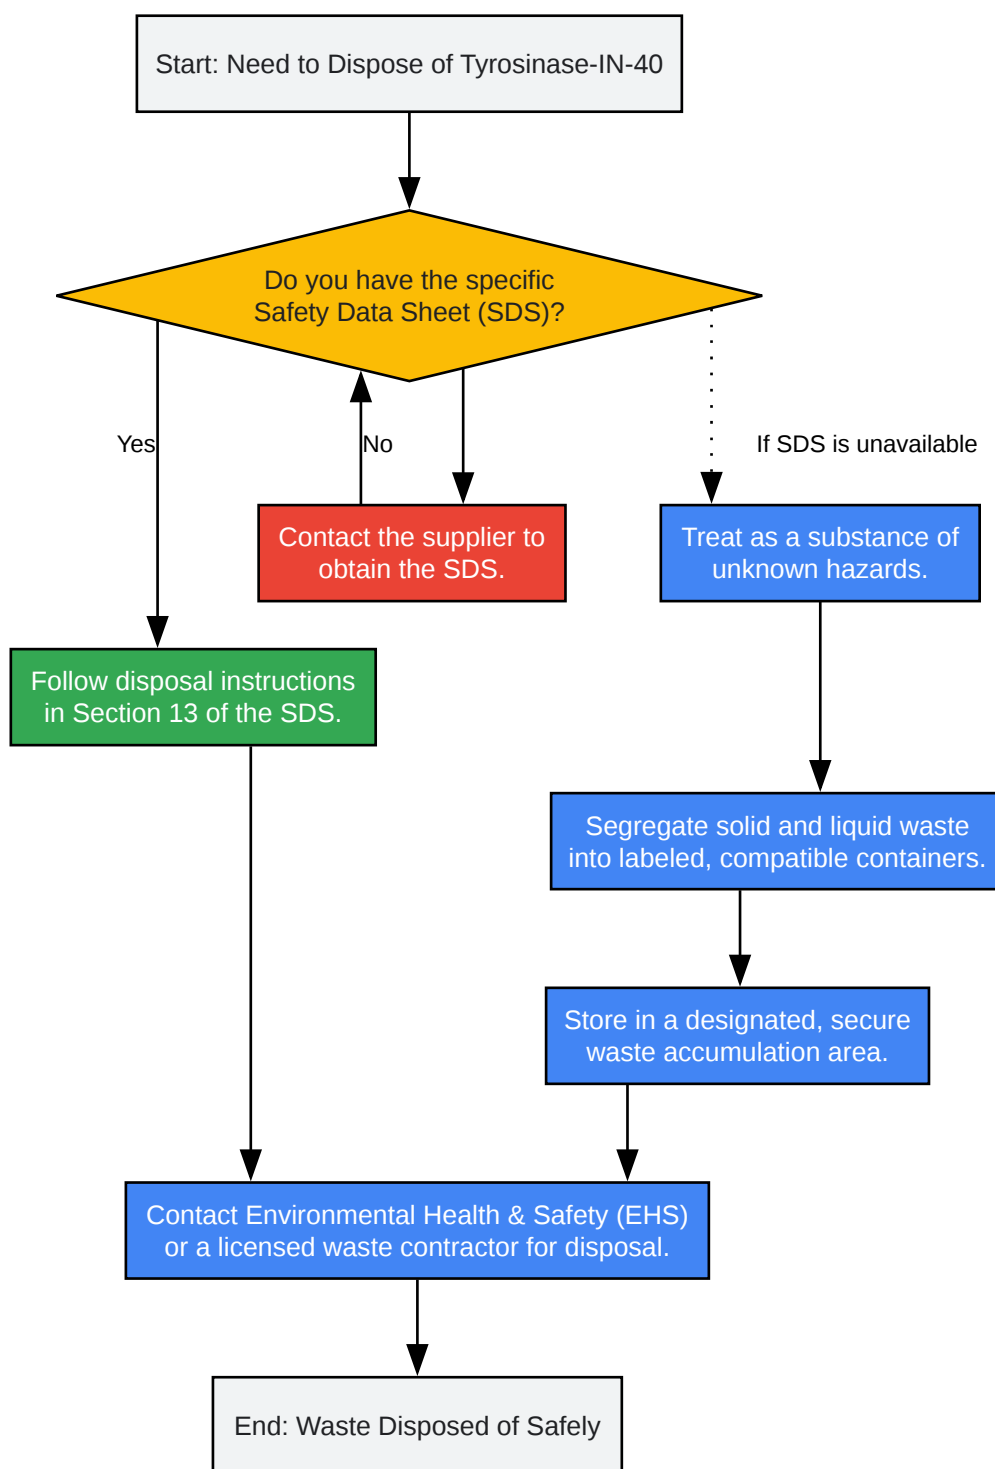 Start: Need to Dispose of Tyrosinase-IN-40
Do you have the specific
Safety Data Sheet (SDS)?
Yes
No
If SDS is unavailable
Contact the supplier to
obtain the SDS.
Treat as a substance of
unknown hazards.
Follow disposal instructions
in Section 13 of the SDS.
Segregate solid and liquid waste
into labeled, compatible containers.
Store in a designated, secure
waste accumulation area.
Contact Environmental Health & Safety (EHS)
or a licensed waste contractor for disposal.
End: Waste Disposed of Safely